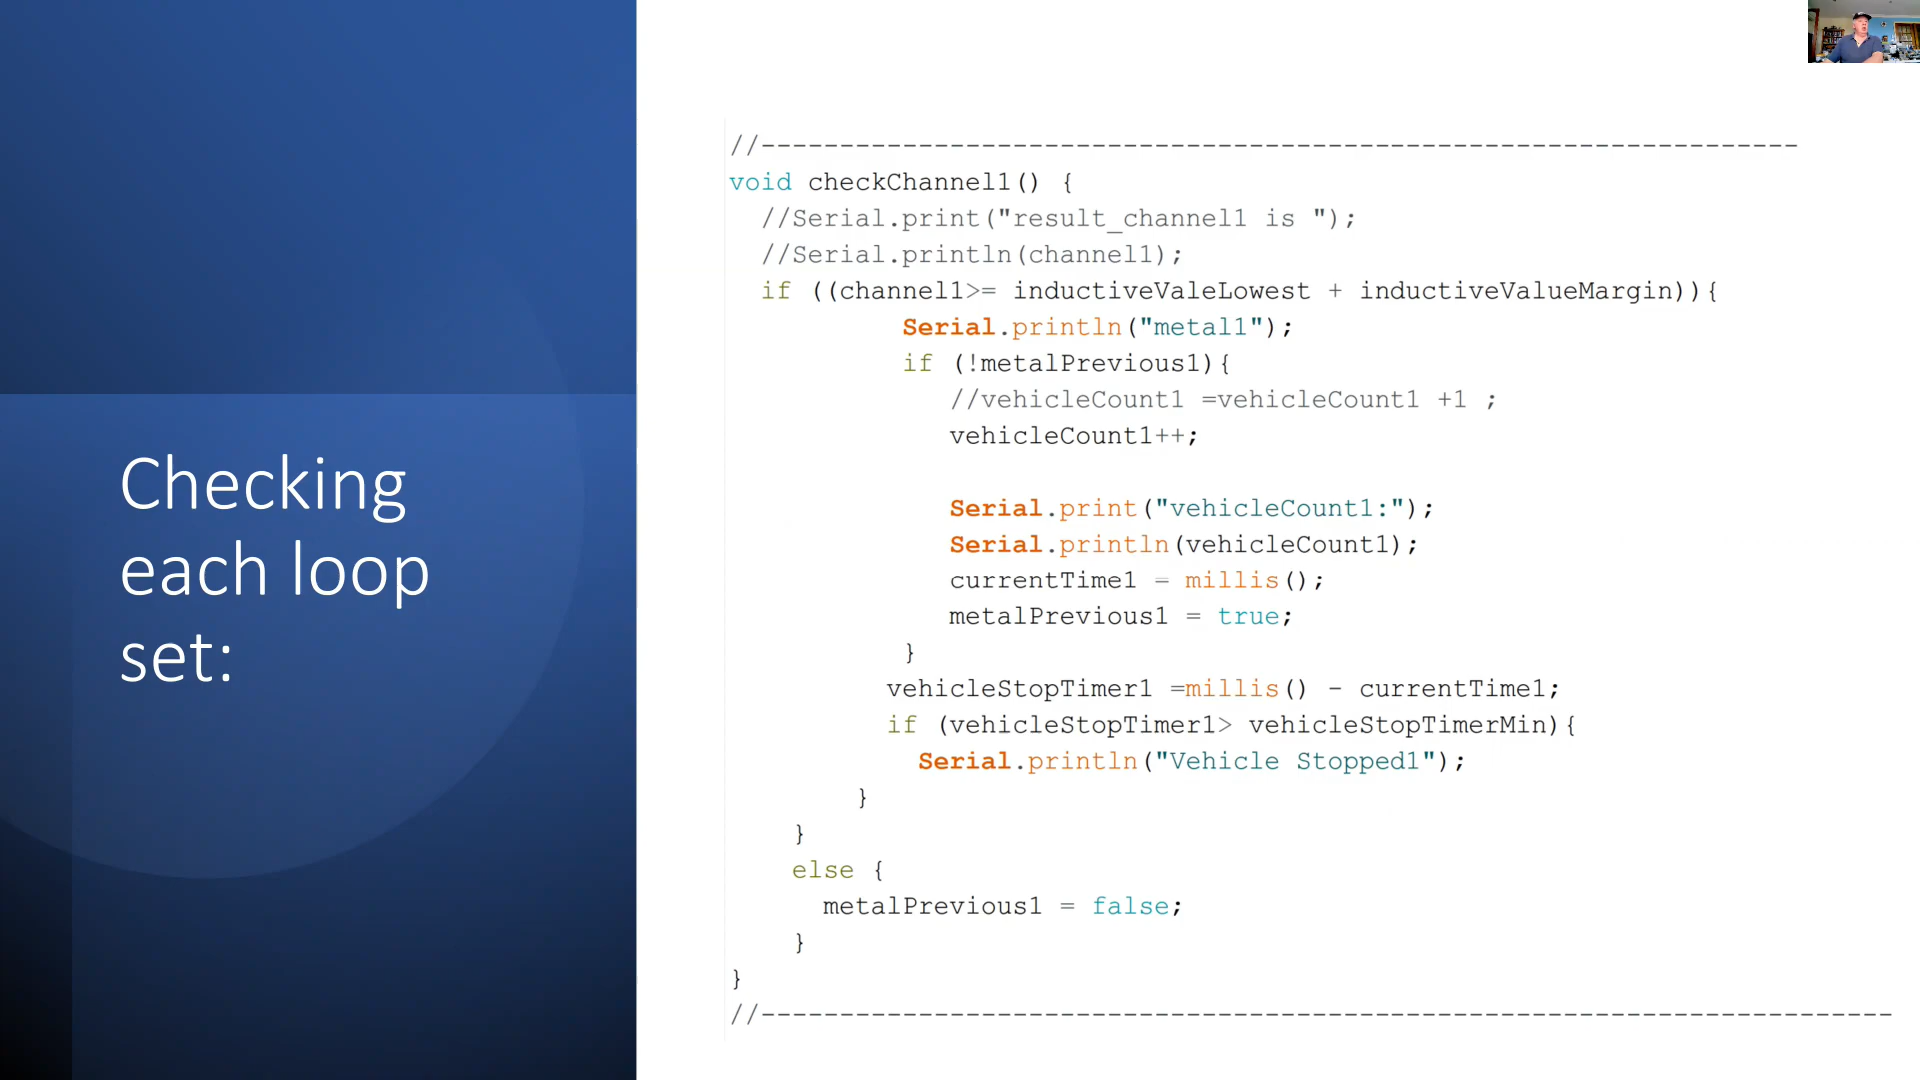 Checking
each loop
set:
//------------------------------------------------------------------
void checkChannel1() {
//Serial.print("result_channel1 is ");
//Serial.println(channel1);
if ((channel1>= inductiveValeLowest + inductiveValueMargin)){
Serial.println("metal1");
if (!metalPrevious1){
//vehicleCount1 =vehicleCount1 +1 ;
vehicleCount1++;
Serial.print("vehicleCount1:");
Serial.println(vehicleCount1);
currentTime1 = millis();
metalPrevious1 = true;
}
vehicleStopTimer1 =millis() - currentTime1;
if (vehicleStopTimer1> vehicleStopTimerMin){
Serial.println("Vehicle Stopped1");
}
}
else {
metalPrevious1 = false;
}
}
//------------------------------------------------------------------------